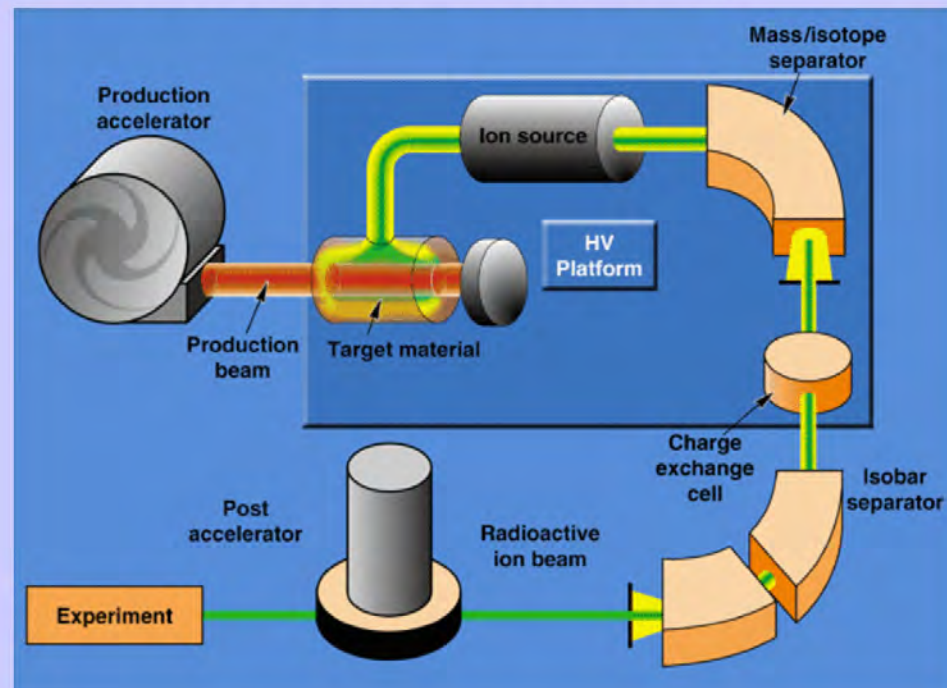 Mass/isotope
separator
Production
accelerator
Ion source
HV
Platform
Production
beam
Target material
Charge
exchange
cell
Isobar
separator
Post
accelerator
Radioactive
ion beam
Experiment